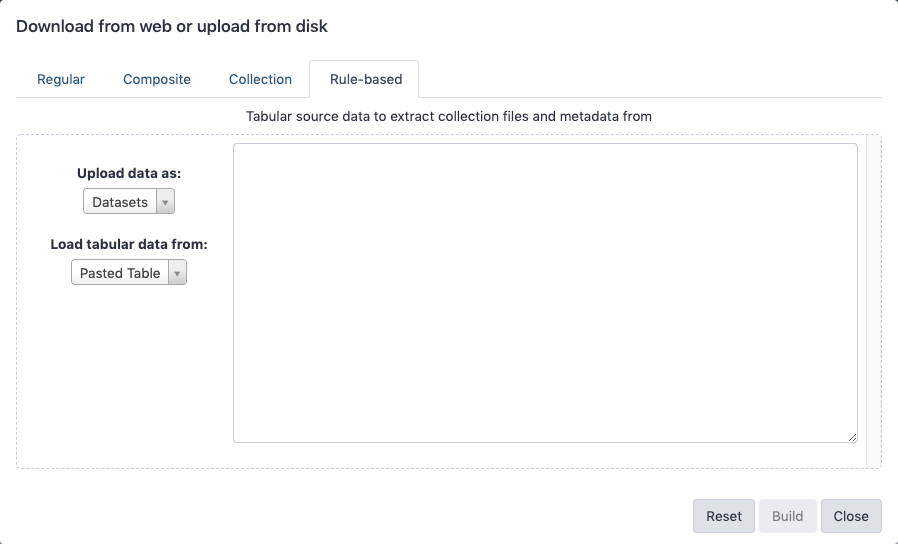 Download from web or upload from disk
Regular Composite Collection Rule-based
Tabular source data to extract collection files and metadata from
Upload data as:
Datasets
Load tabular data from:
Pasted Table
Reset Build Close